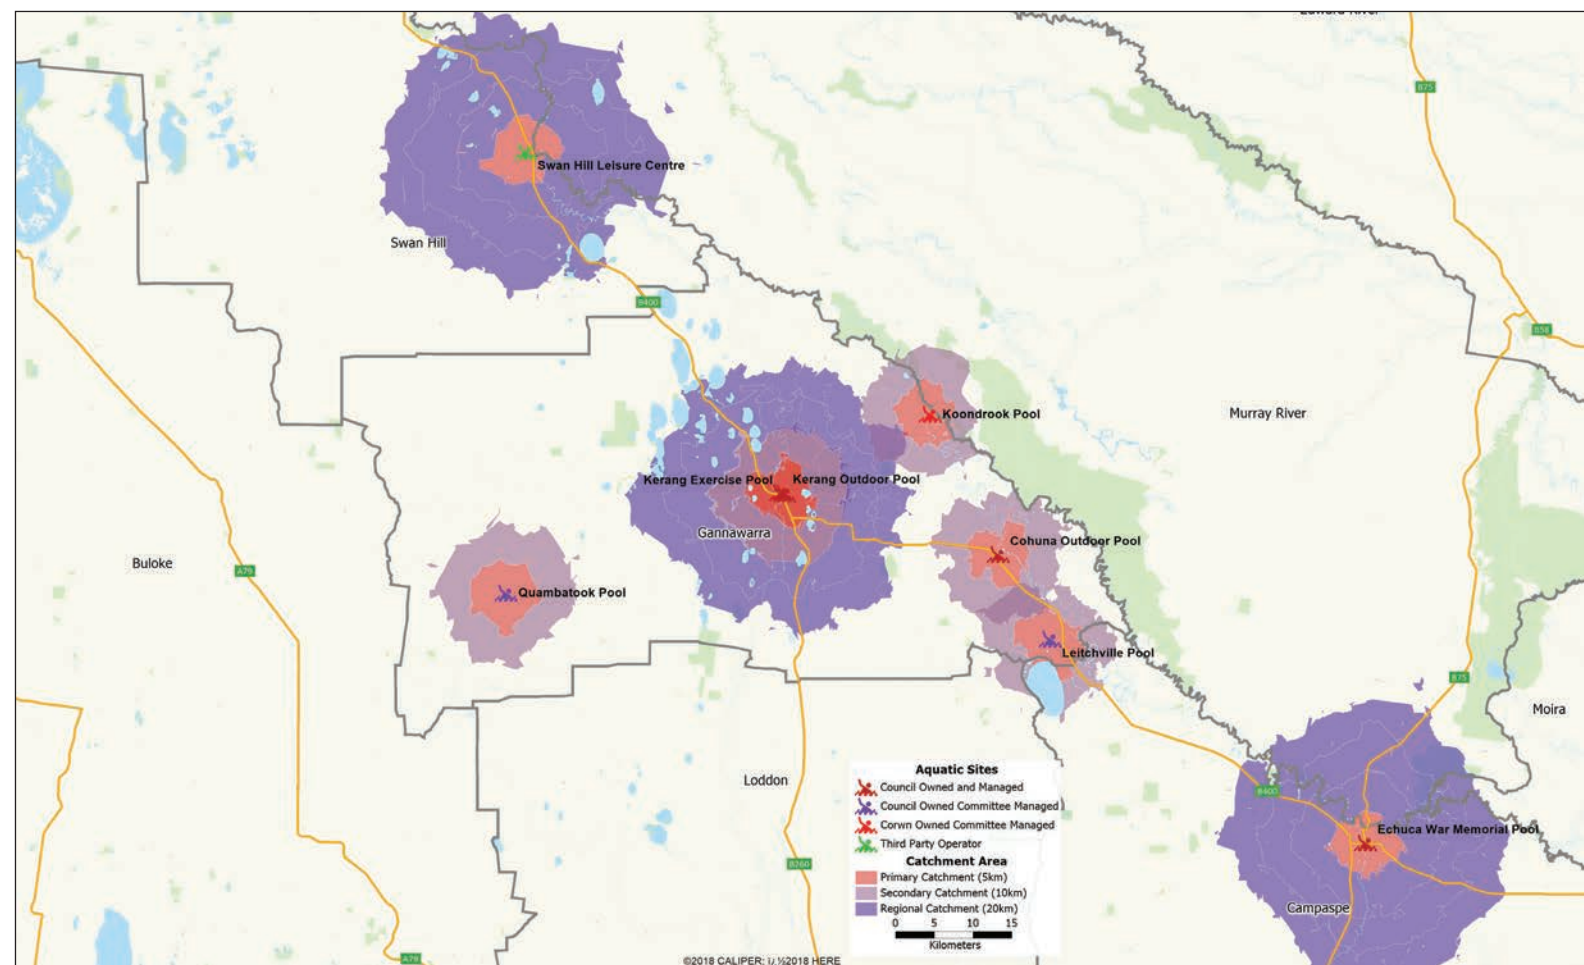 B75
Swan Hill Leisure Centre
Swan Hill
B400
B58
Koondrook Pool
Murray River
Kerang Exercise Pool
Kerang Outdoor Pool
Gannawarra
Cohuna Outdoor Pool
Buloke
A79
Quambatook Pool
Leitchville Pool
B75
Moira
Loddon
B400
Echuca War Memorial Pool
B260
Campaspe
A79
Aquatic Sites
Council Owned and Managed
Council Owned Committee Managed
Corwn Owned Committee Managed
Third Party Operator
Catchment Area
Primary Catchment (5km)
Secondary Catchment (10km)
Regional Catchment (20km)
0 5 10 15
Kilometers
©2018 CALIPER; ï¿½2018 HERE